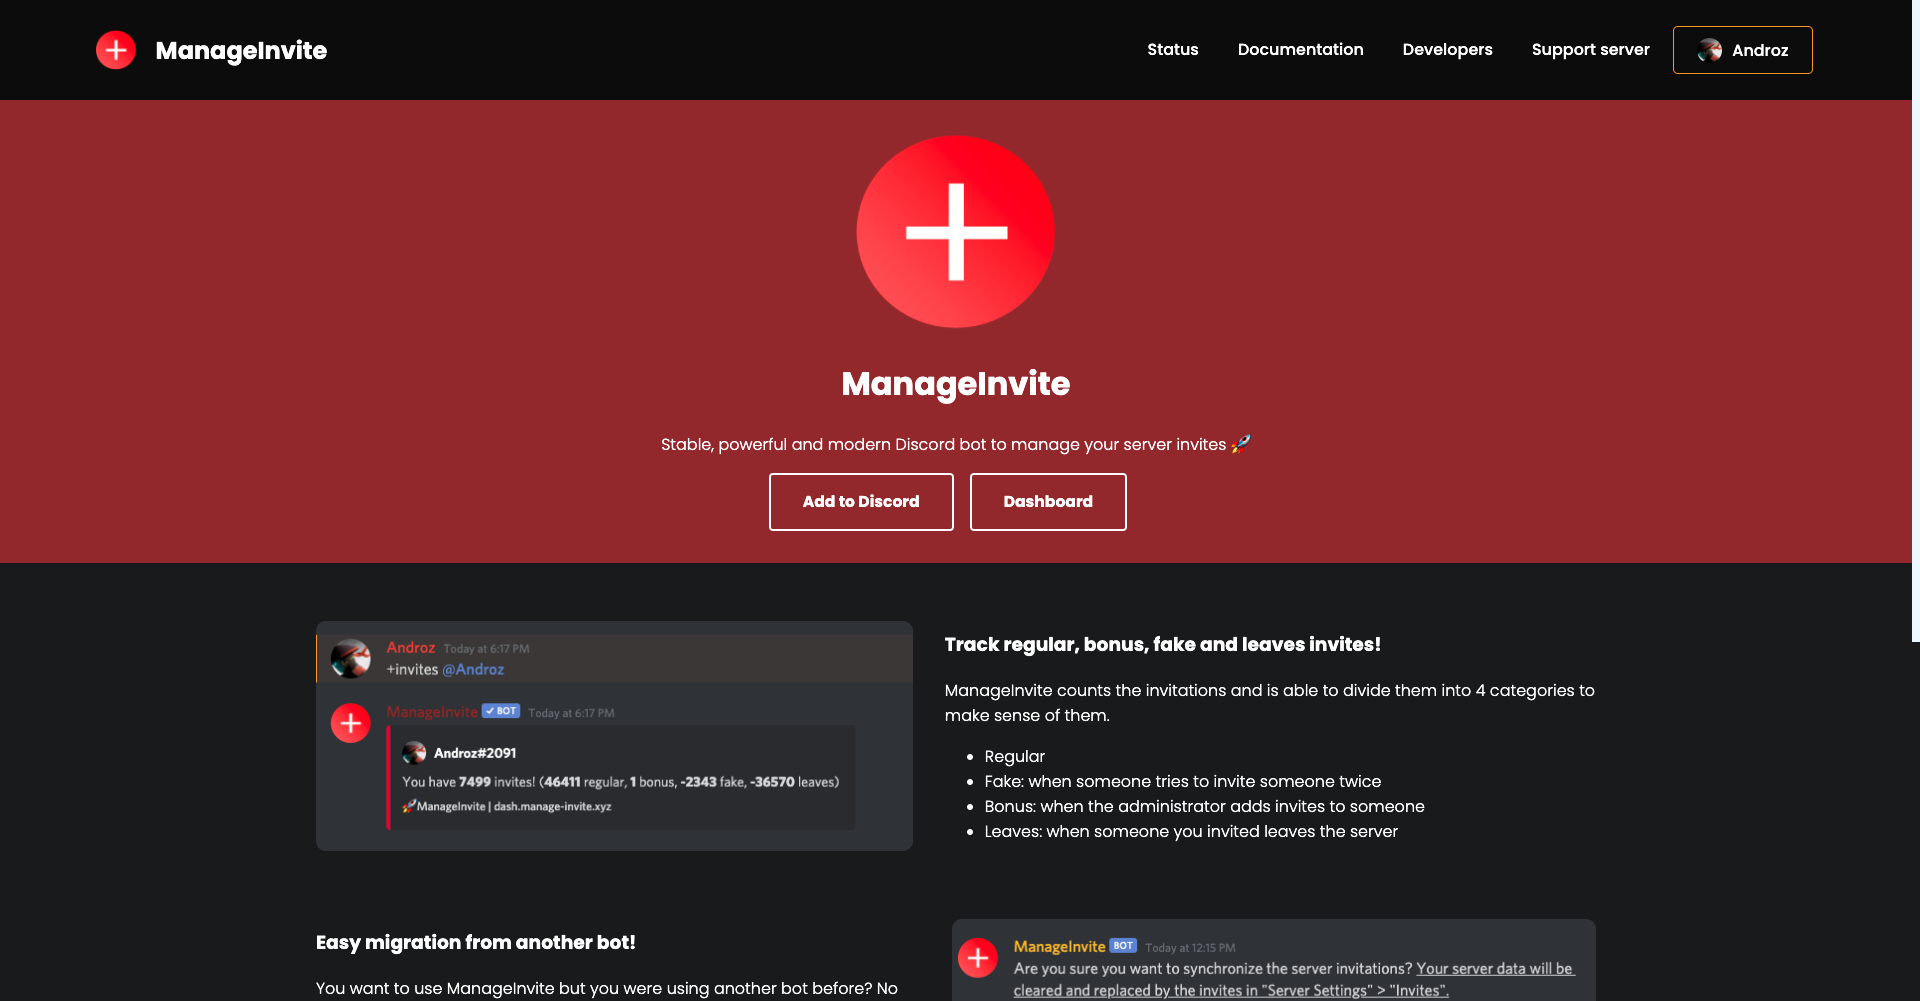 ManageInvite
Status
Documentation
Developers
Support server
Androz
ManageInvite
Stable, powerful and modern Discord bot to manage your server invites 🚀
Add to Discord
Dashboard
Androz Today at 6:17 PM
+invites @Androz
ManageInvite ✓ BOT Today at 6:17 PM
Androz#2091
You have 7499 invites! (46411 regular, 1 bonus, -2343 fake, -36570 leaves)
🚀ManageInvite | dash.manage-invite.xyz
Track regular, bonus, fake and leaves invites!
ManageInvite counts the invitations and is able to divide them into 4 categories to
make sense of them.
• Regular
• Fake: when someone tries to invite someone twice
• Bonus: when the administrator adds invites to someone
• Leaves: when someone you invited leaves the server
Easy migration from another bot!
You want to use ManageInvite but you were using another bot before? No
ManageInvite BOT Today at 12:15 PM
Are you sure you want to synchronize the server invitations? Your server data will be
cleared and replaced by the invites in "Server Settings" > "Invites".